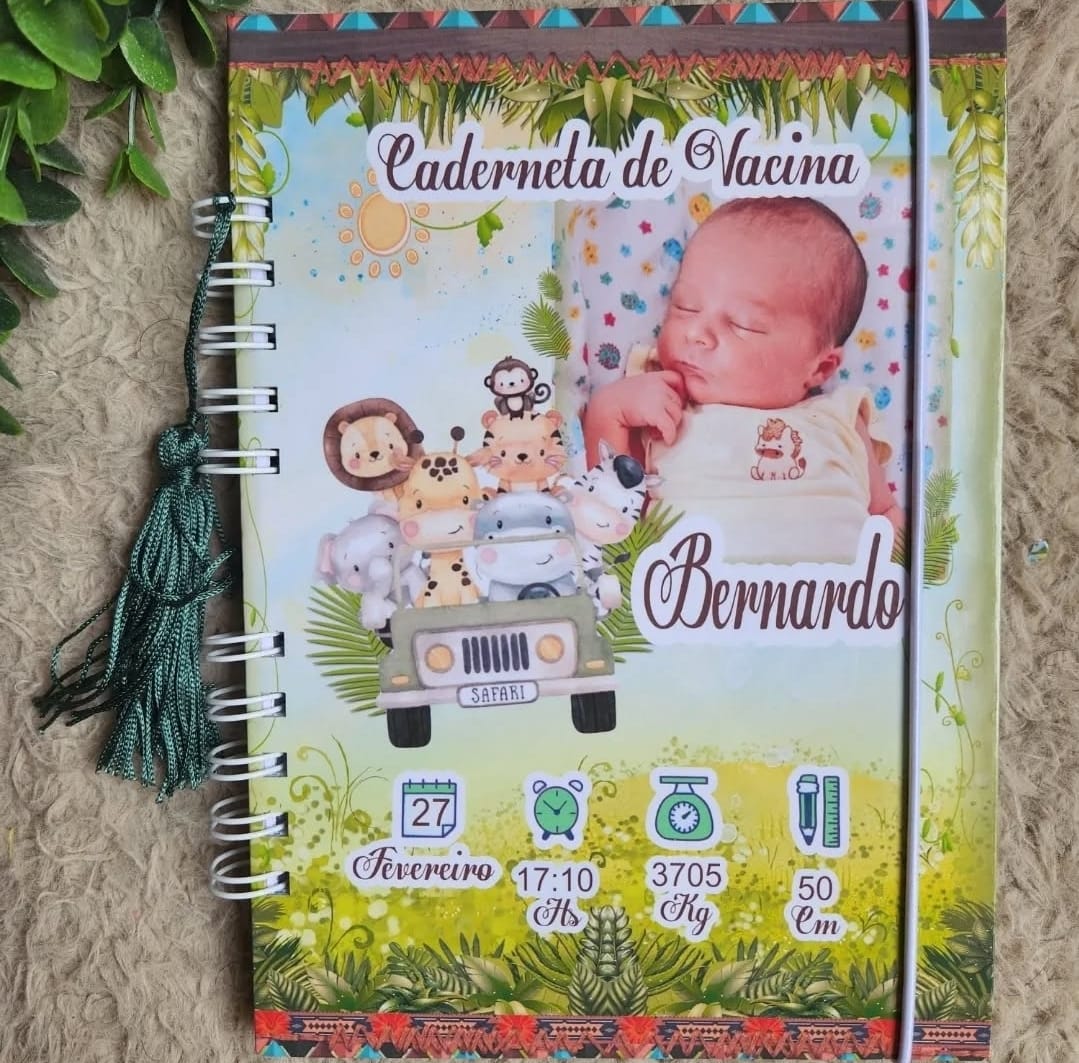 Caderneta de Vacina
Bernardo
SAFARI
27
Fevereiro
17:10
Hs
3705
Kg
50
Cm